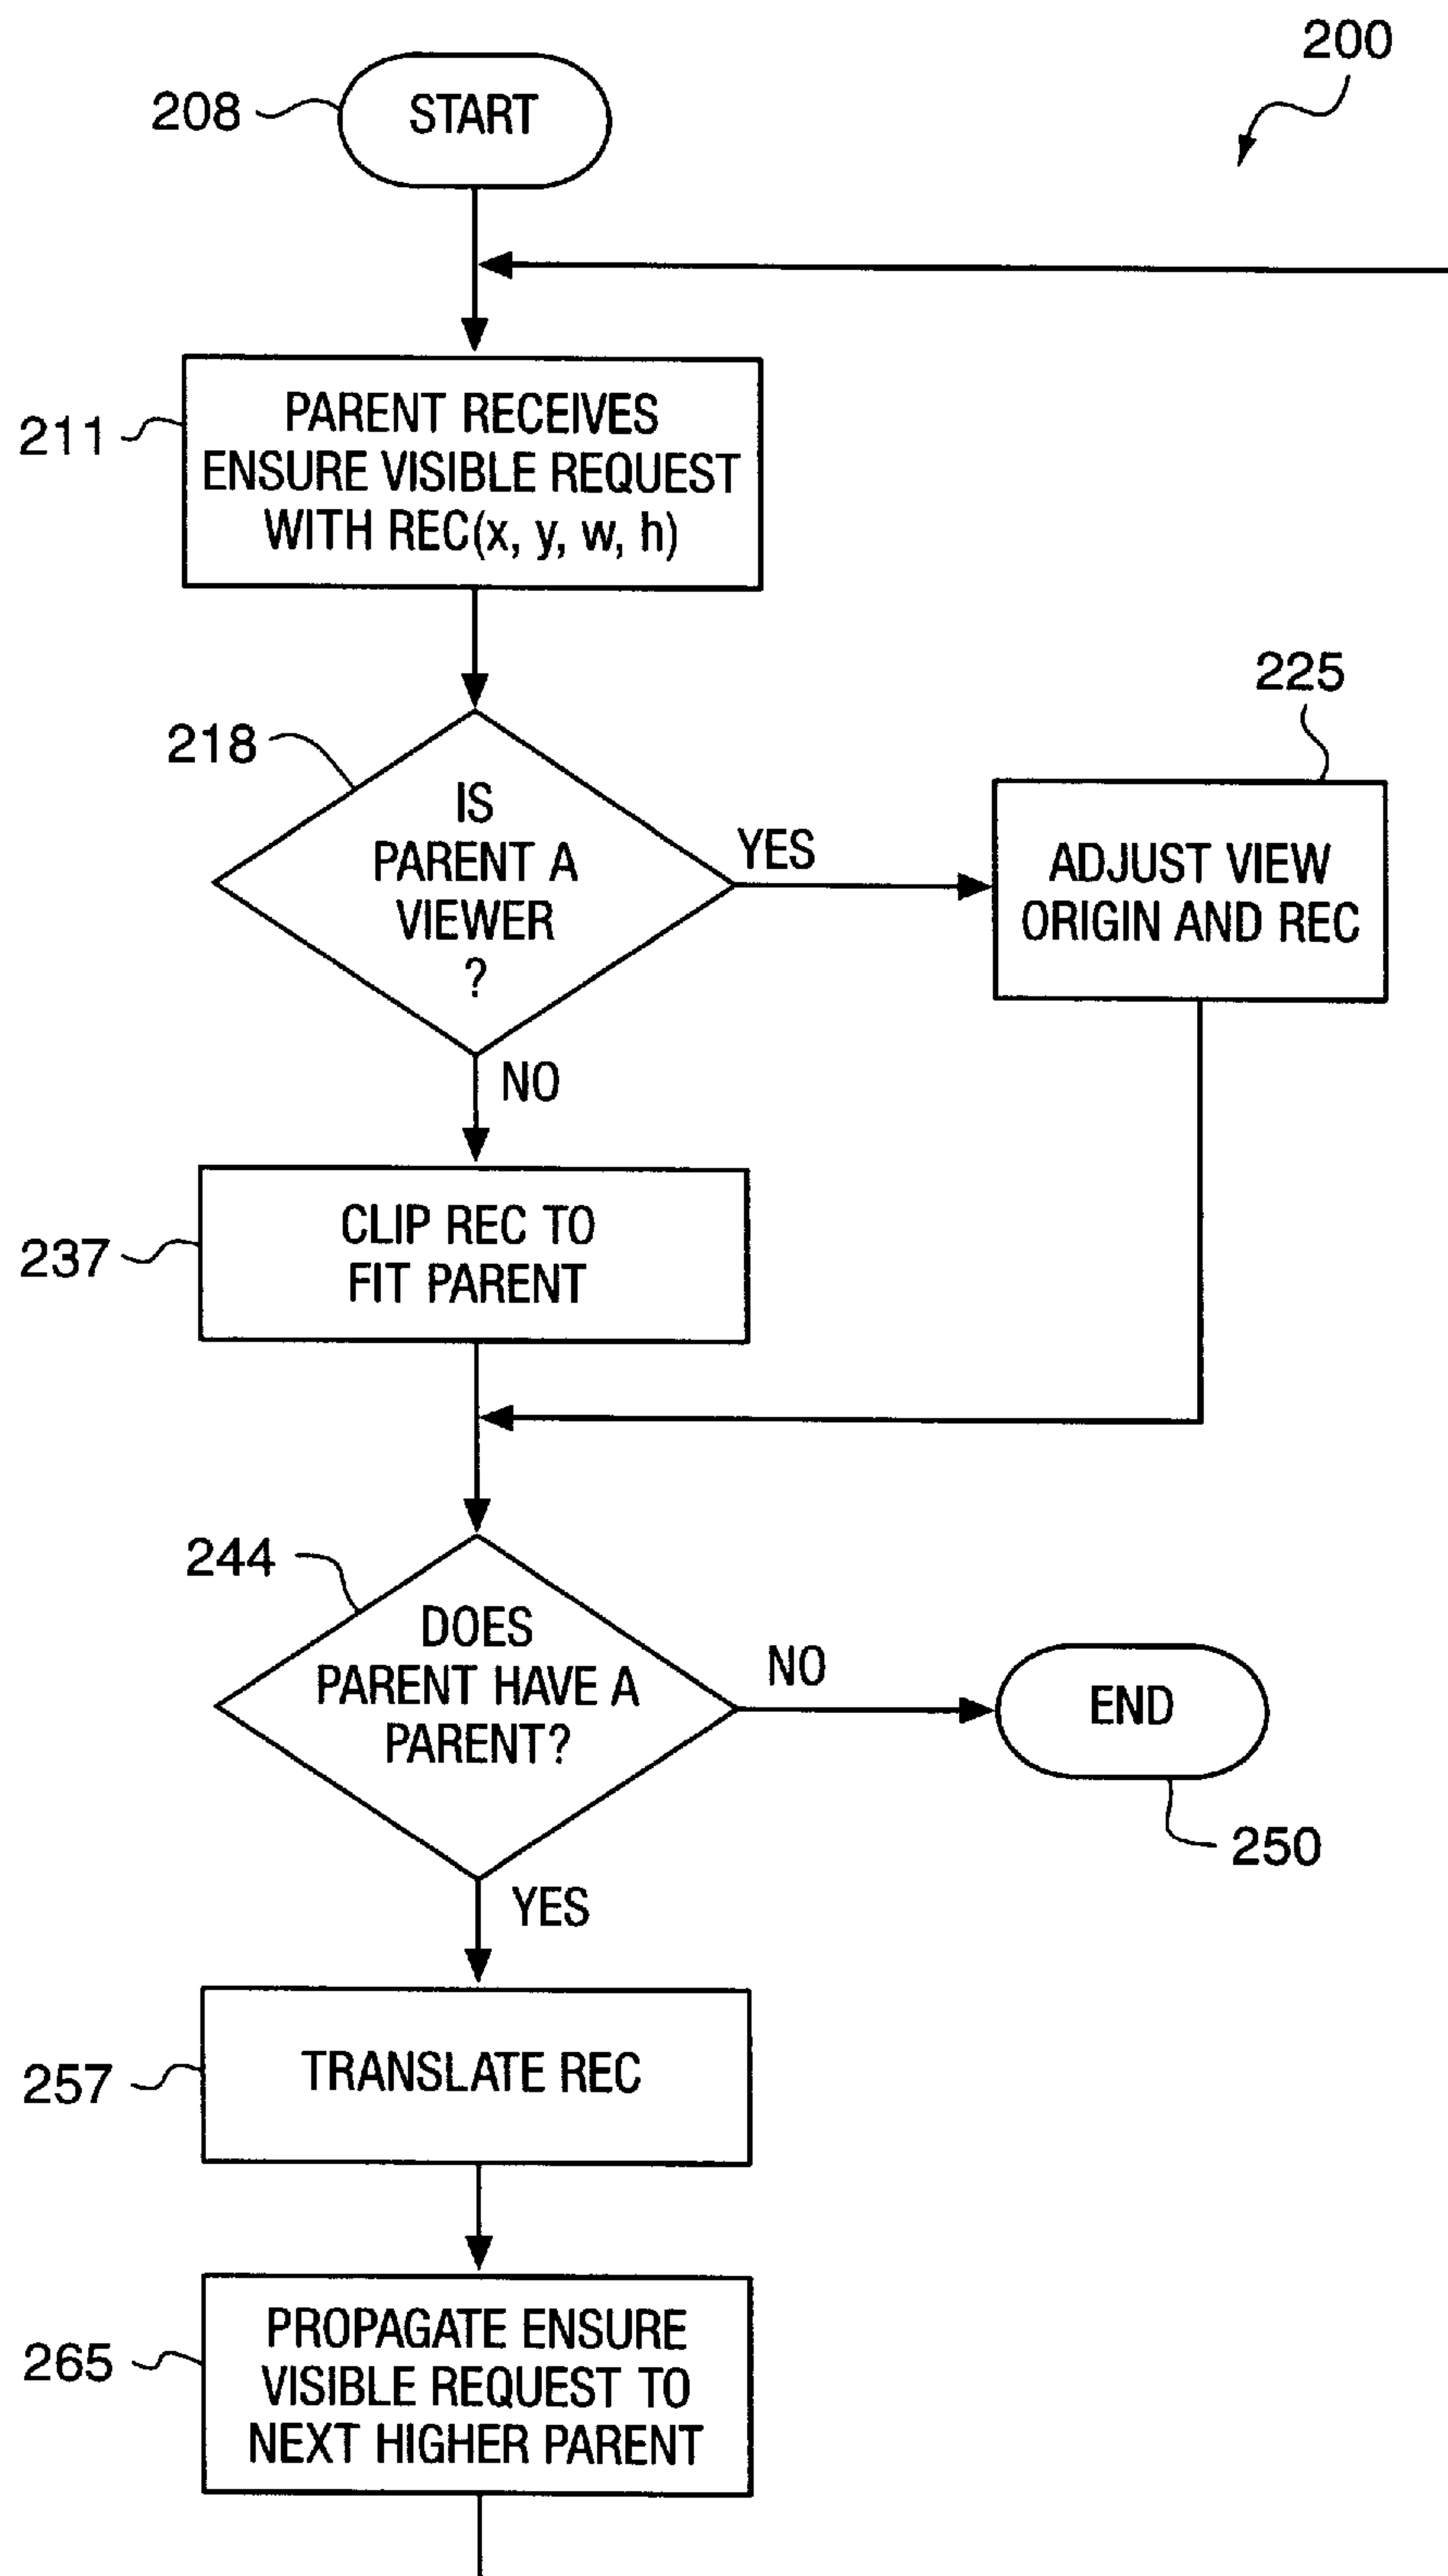 200
208
START
211
PARENT RECEIVES
ENSURE VISIBLE REQUEST
WITH REC(x, y, w, h)
218
IS
PARENT A
VIEWER
?
YES
225
ADJUST VIEW
ORIGIN AND REC
NO
237
CLIP REC TO
FIT PARENT
244
DOES
PARENT HAVE A
PARENT?
NO
END
250
YES
257
TRANSLATE REC
265
PROPAGATE ENSURE
VISIBLE REQUEST TO
NEXT HIGHER PARENT